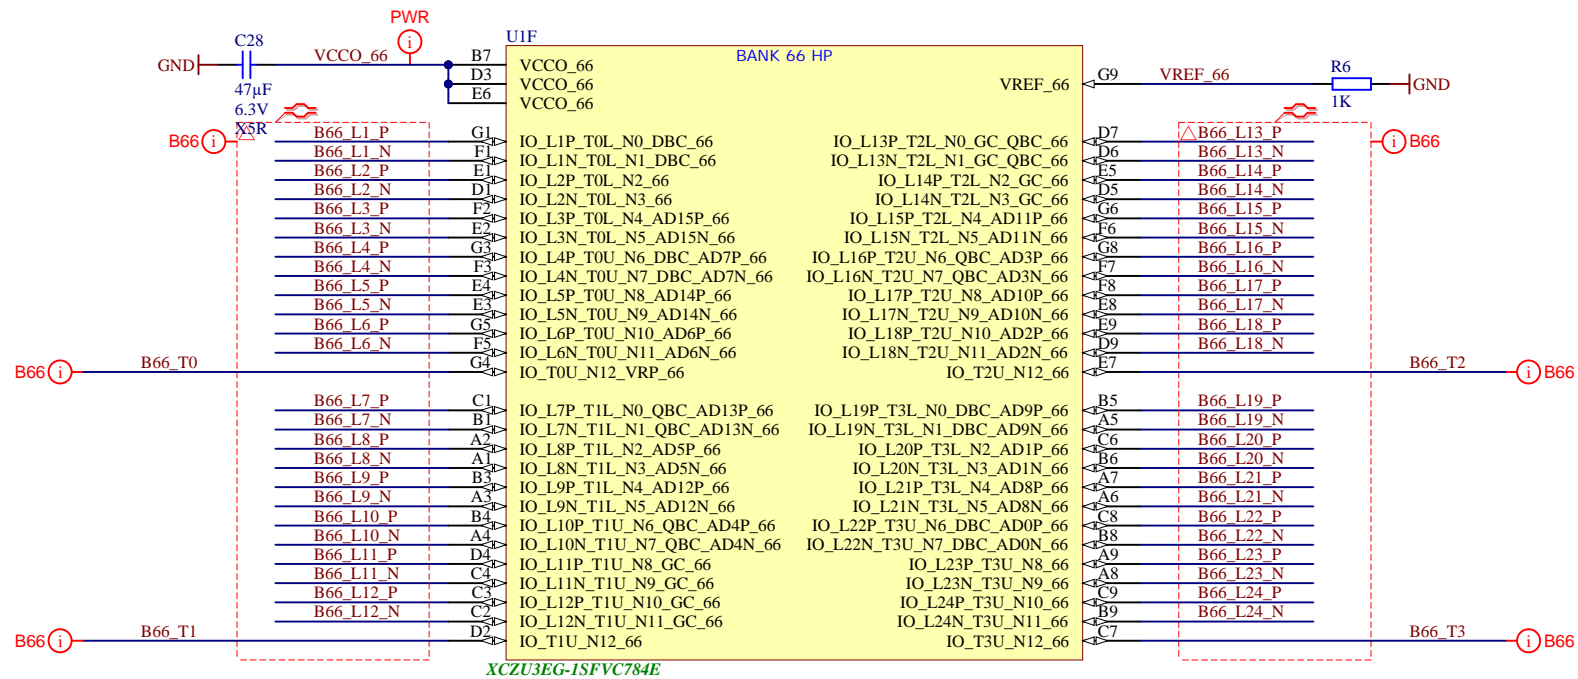 PWR
U1F
BANK 66 HP
C28
GND
VCCO_66
47µF
6.3V
X5R
B7 VCCO_66
D3 VCCO_66
E6 VCCO_66
VREF_66 G9 VREF_66
R6
1K
GND
B66
B66_L1_P G1 IO_L1P_T0L_N0_DBC_66
B66_L1_N F1 IO_L1N_T0L_N1_DBC_66
B66_L2_P E1 IO_L2P_T0L_N2_66
B66_L2_N D1 IO_L2N_T0L_N3_66
B66_L3_P F2 IO_L3P_T0L_N4_AD15P_66
B66_L3_N E2 IO_L3N_T0L_N5_AD15N_66
B66_L4_P G3 IO_L4P_T0U_N6_DBC_AD7P_66
B66_L4_N F3 IO_L4N_T0U_N7_DBC_AD7N_66
B66_L5_P E4 IO_L5P_T0U_N8_AD14P_66
B66_L5_N E3 IO_L5N_T0U_N9_AD14N_66
B66_L6_P G5 IO_L6P_T0U_N10_AD6P_66
B66_L6_N F5 IO_L6N_T0U_N11_AD6N_66
B66 B66_T0 G4 IO_T0U_N12_VRP_66
B66_L7_P C1 IO_L7P_T1L_N0_QBC_AD13P_66
B66_L7_N B1 IO_L7N_T1L_N1_QBC_AD13N_66
B66_L8_P A2 IO_L8P_T1L_N2_AD5P_66
B66_L8_N A1 IO_L8N_T1L_N3_AD5N_66
B66_L9_P B3 IO_L9P_T1L_N4_AD12P_66
B66_L9_N A3 IO_L9N_T1L_N5_AD12N_66
B66_L10_P B4 IO_L10P_T1U_N6_QBC_AD4P_66
B66_L10_N A4 IO_L10N_T1U_N7_QBC_AD4N_66
B66_L11_P D4 IO_L11P_T1U_N8_GC_66
B66_L11_N C4 IO_L11N_T1U_N9_GC_66
B66_L12_P C3 IO_L12P_T1U_N10_GC_66
B66_L12_N C2 IO_L12N_T1U_N11_GC_66
B66 B66_T1 D2 IO_T1U_N12_66
IO_L13P_T2L_N0_GC_QBC_66 D7 B66_L13_P
B66
IO_L13N_T2L_N1_GC_QBC_66 D6 B66_L13_N
IO_L14P_T2L_N2_GC_66 E5 B66_L14_P
IO_L14N_T2L_N3_GC_66 D5 B66_L14_N
IO_L15P_T2L_N4_AD11P_66 G6 B66_L15_P
IO_L15N_T2L_N5_AD11N_66 F6 B66_L15_N
IO_L16P_T2U_N6_QBC_AD3P_66 G8 B66_L16_P
IO_L16N_T2U_N7_QBC_AD3N_66 F7 B66_L16_N
IO_L17P_T2U_N8_AD10P_66 F8 B66_L17_P
IO_L17N_T2U_N9_AD10N_66 E8 B66_L17_N
IO_L18P_T2U_N10_AD2P_66 E9 B66_L18_P
IO_L18N_T2U_N11_AD2N_66 D9 B66_L18_N
IO_T2U_N12_66 E7 B66_T2 B66
IO_L19P_T3L_N0_DBC_AD9P_66 B5 B66_L19_P
IO_L19N_T3L_N1_DBC_AD9N_66 A5 B66_L19_N
IO_L20P_T3L_N2_AD1P_66 C6 B66_L20_P
IO_L20N_T3L_N3_AD1N_66 B6 B66_L20_N
IO_L21P_T3L_N4_AD8P_66 A7 B66_L21_P
IO_L21N_T3L_N5_AD8N_66 A6 B66_L21_N
IO_L22P_T3U_N6_DBC_AD0P_66 C8 B66_L22_P
IO_L22N_T3U_N7_DBC_AD0N_66 B8 B66_L22_N
IO_L23P_T3U_N8_66 A9 B66_L23_P
IO_L23N_T3U_N9_66 A8 B66_L23_N
IO_L24P_T3U_N10_66 C9 B66_L24_P
IO_L24N_T3U_N11_66 B9 B66_L24_N
IO_T3U_N12_66 C7 B66_T3 B66
XCZU3EG-1SFVC784E